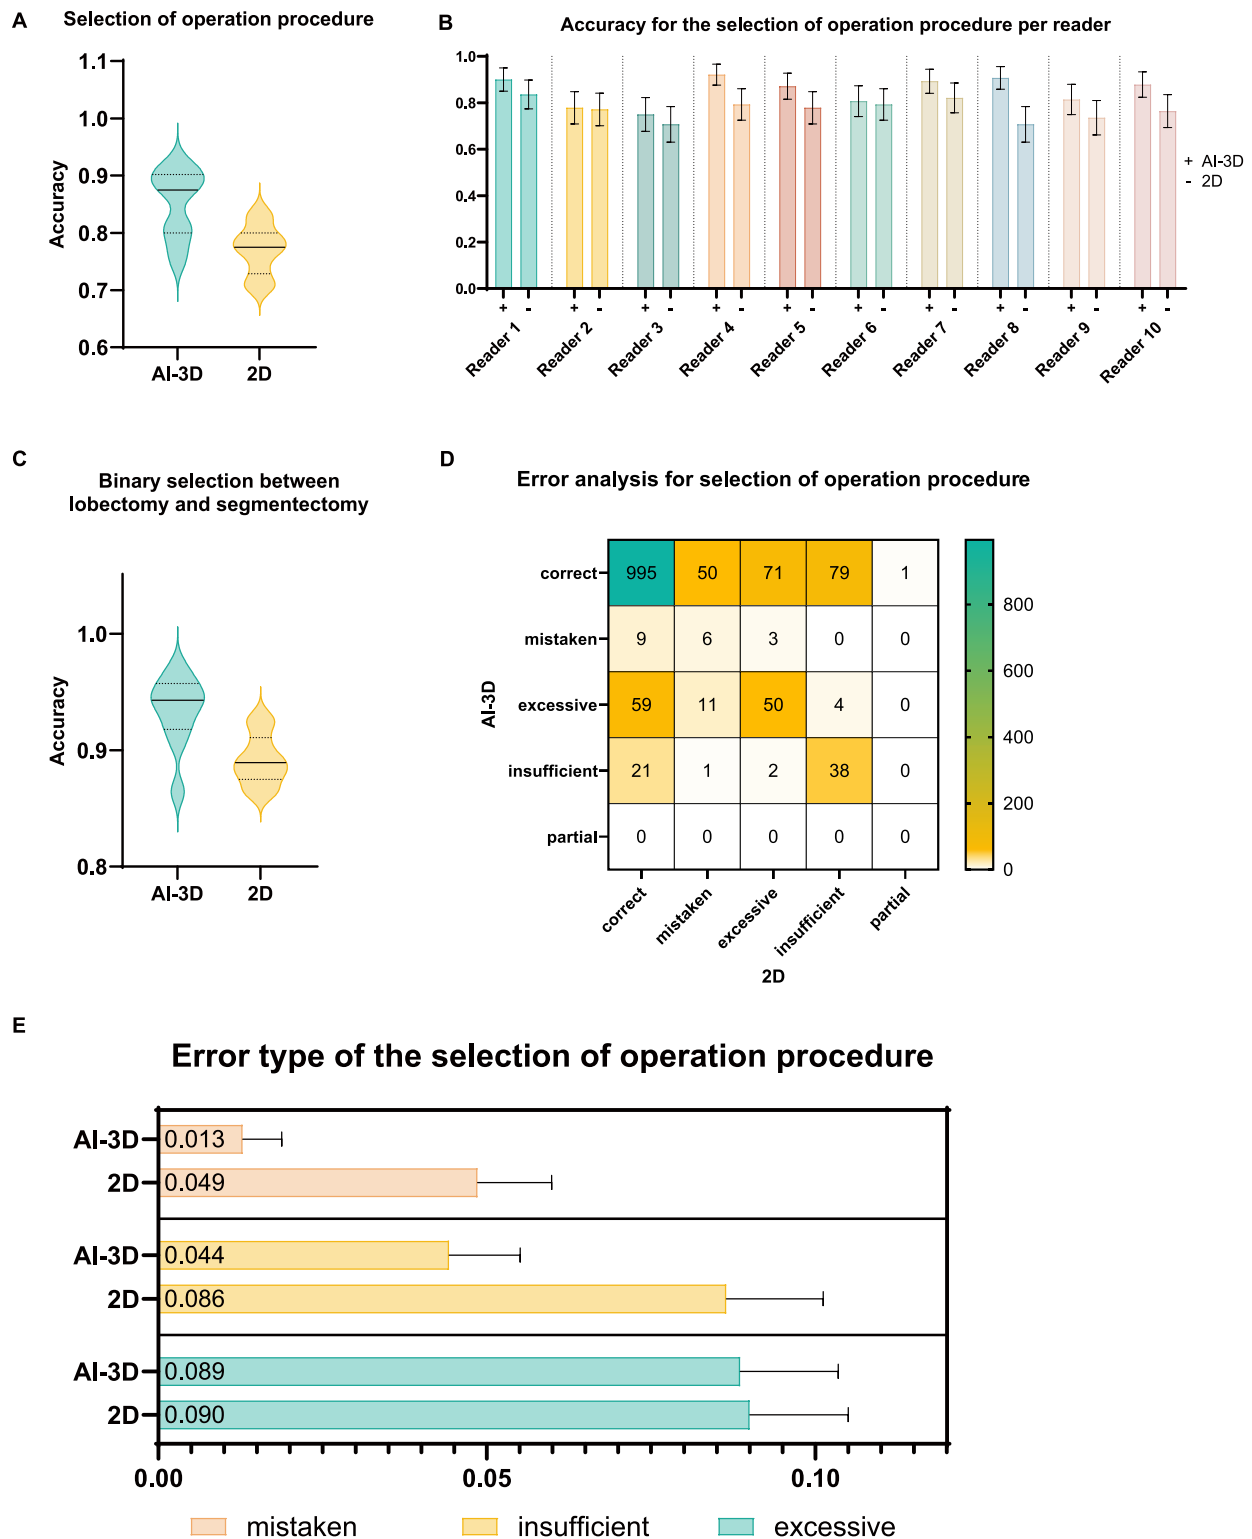 A
Selection of operation procedure
1.1
1.0
0.9
0.8
0.7
0.6
Accuracy
AI-3D 2D
B
Accuracy for the selection of operation procedure per reader
1.0
0.8
0.6
0.4
0.2
0.0
+ - + - + - + - + - + - + - + - + - + -
Reader 1 Reader 2 Reader 3 Reader 4 Reader 5 Reader 6 Reader 7 Reader 8 Reader 9 Reader 10
+ AI-3D
- 2D
C
Binary selection between
lobectomy and segmentectomy
1.0
0.9
0.8
Accuracy
AI-3D 2D
D
Error analysis for selection of operation procedure
correct 995 50 71 79 1
mistaken 9 6 3 0 0
excessive 59 11 50 4 0
insufficient 21 1 2 38 0
partial 0 0 0 0 0
AI-3D
correct mistaken excessive insufficient partial
2D
800
600
400
200
0
E
Error type of the selection of operation procedure
AI-3D 0.013
2D 0.049
AI-3D 0.044
2D 0.086
AI-3D 0.089
2D 0.090
0.00 0.05 0.10
mistaken insufficient excessive